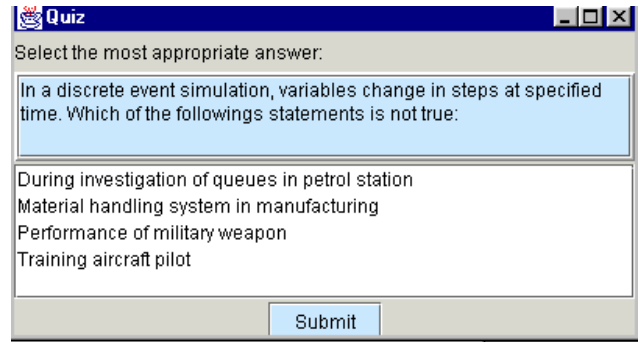 Quiz
Select the most appropriate answer:
In a discrete event simulation, variables change in steps at specified
time. Which of the followings statements is not true:
During investigation of queues in petrol station
Material handling system in manufacturing
Performance of military weapon
Training aircraft pilot
Submit